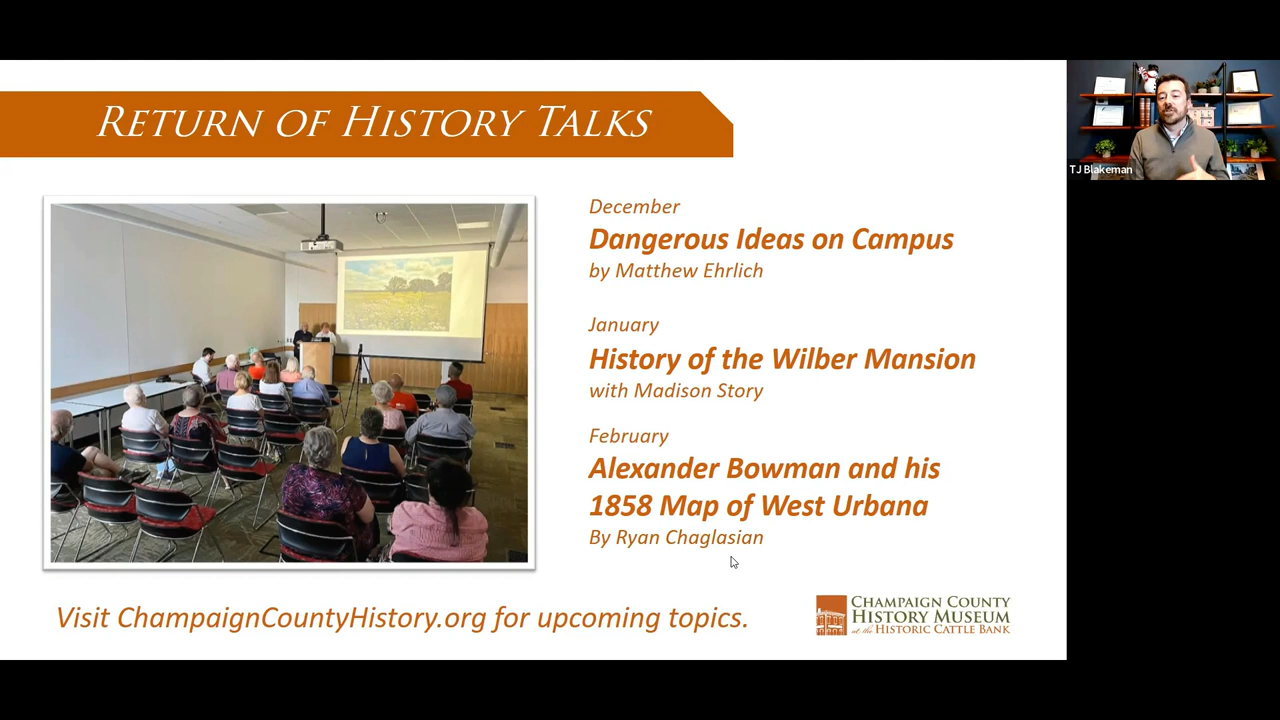 RETURN OF HISTORY TALKS
TJ Blakeman
December
Dangerous Ideas on Campus
by Matthew Ehrlich
January
History of the Wilber Mansion
with Madison Story
February
Alexander Bowman and his
1858 Map of West Urbana
By Ryan Chaglasian
Visit ChampaignCountyHistory.org for upcoming topics.
CHAMPAIGN COUNTY
HISTORY MUSEUM
at the HISTORIC CATTLE BANK